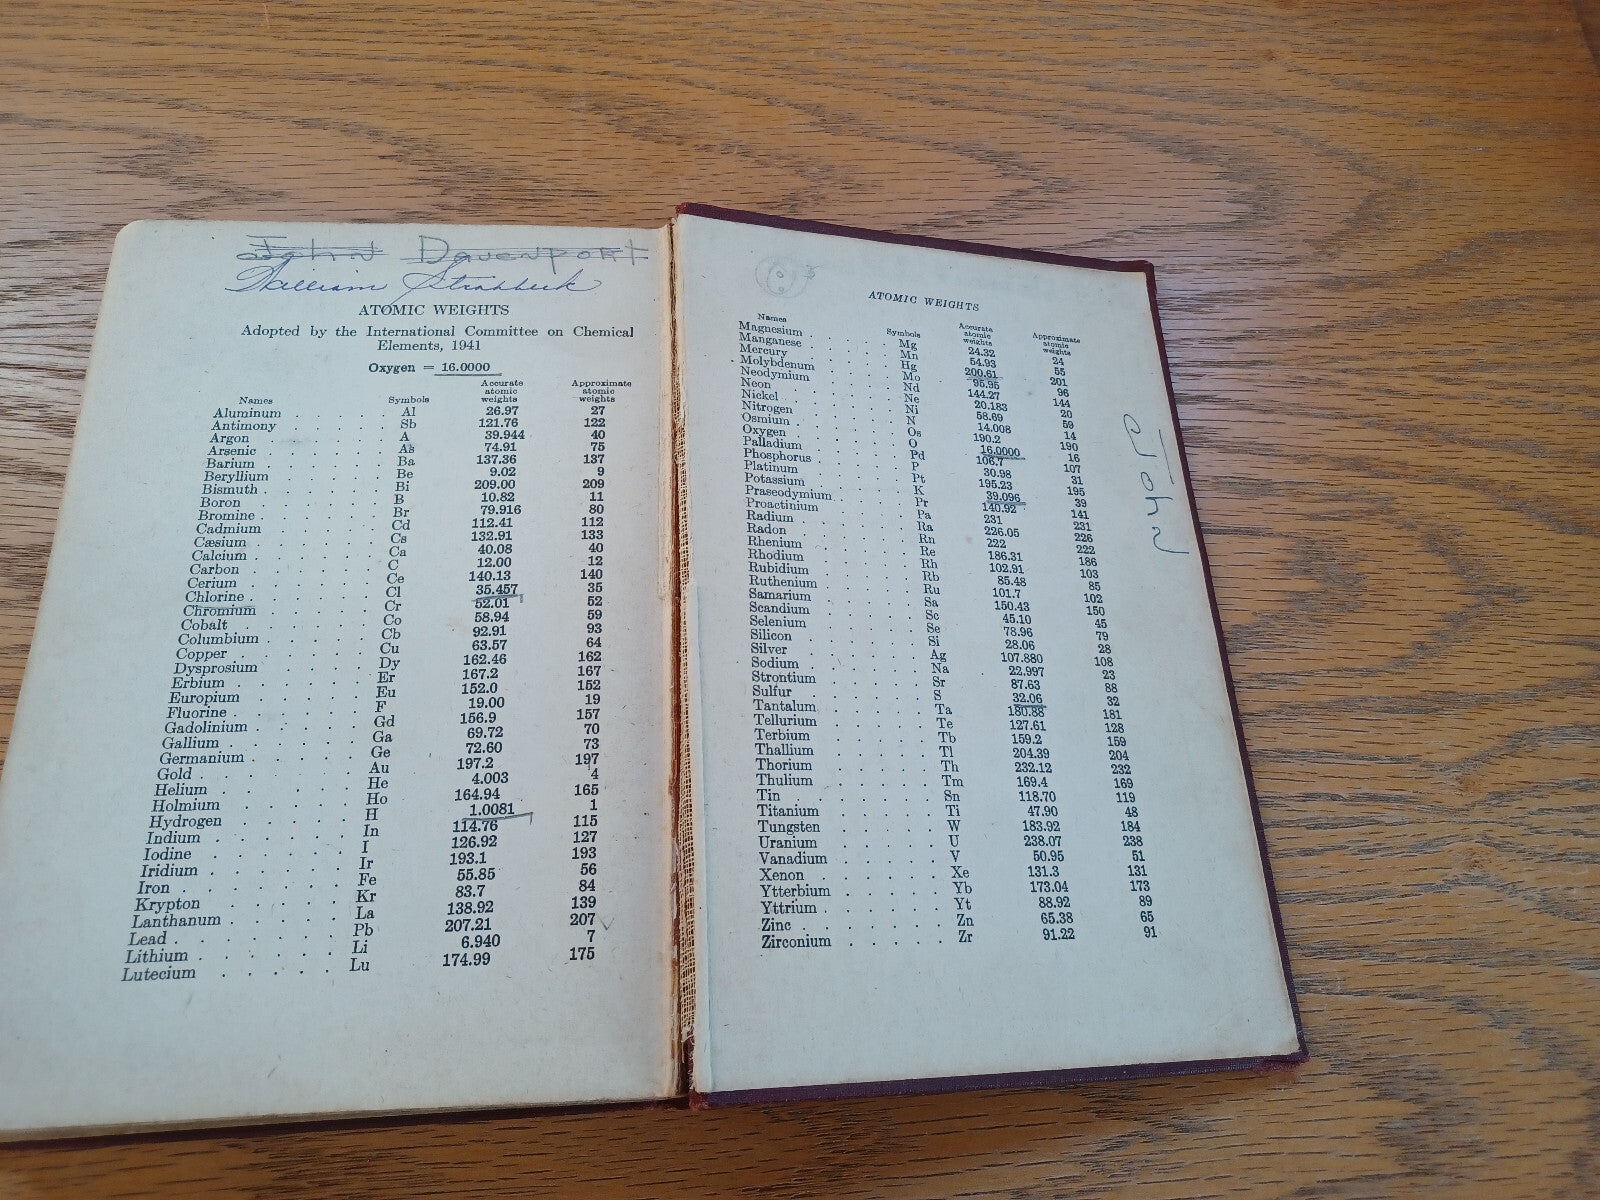 John Davenport
William
ATOMIC WEIGHTS
Adopted by the International Committee on Chemical
Elements, 1941
Oxygen = 16.0000
Names Symbols Accurate atomic weights Approximate atomic weights
Aluminum . . . . . . Al 26.97 27
Antimony . . . . . . Sb 121.76 122
Argon . . . . . . A 39.944 40
Arsenic . . . . . . As 74.91 75
Barium . . . . . . Ba 137.36 137
Beryllium . . . . . . Be 9.02 9
Bismuth . . . . . . Bi 209.00 209
Boron . . . . . . B 10.82 11
Bromine . . . . . . Br 79.916 80
Cadmium . . . . . . Cd 112.41 112
Cæsium . . . . . . Cs 132.91 133
Calcium . . . . . . Ca 40.08 40
Carbon . . . . . . C 12.00 12
Cerium . . . . . . Ce 140.13 140
Chlorine . . . . . . Cl 35.457 35
Chromium . . . . . . Cr 52.01 52
Cobalt . . . . . . Co 58.94 59
Columbium . . . . . . Cb 92.91 93
Copper . . . . . . Cu 63.57 64
Dysprosium . . . . . . Dy 162.46 162
Erbium . . . . . . Er 167.2 167
Europium . . . . . . Eu 152.0 152
Fluorine . . . . . . F 19.00 19
Gadolinium . . . . . . Gd 156.9 157
Gallium . . . . . . Ga 69.72 70
Germanium . . . . . . Ge 72.60 73
Gold . . . . . . Au 197.2 197
Helium . . . . . . He 4.003 4
Holmium . . . . . . Ho 164.94 165
Hydrogen . . . . . . H 1.0081 1
Indium . . . . . . In 114.76 115
Iodine . . . . . . I 126.92 127
Iridium . . . . . . Ir 193.1 193
Iron . . . . . . Fe 55.85 56
Krypton . . . . . . Kr 83.7 84
Lanthanum . . . . . . La 138.92 139
Lead . . . . . . Pb 207.21 207
Lithium . . . . . . Li 6.940 7
Lutecium . . . . . . Lu 174.99 175
ATOMIC WEIGHTS
Names Symbols Accurate atomic weights Approximate atomic weights
Magnesium . . . . . Mg 24.32 24
Manganese . . . . . Mn 54.93 55
Mercury . . . . . Hg 200.61 201
Molybdenum . . . . . Mo 95.95 96
Neodymium . . . . . Nd 144.27 144
Neon . . . . . Ne 20.183 20
Nickel . . . . . Ni 58.69 59
Nitrogen . . . . . N 14.008 14
Osmium . . . . . Os 190.2 190
Oxygen . . . . . O 16.0000 16
Palladium . . . . . Pd 106.7 107
Phosphorus . . . . . P 30.98 31
Platinum . . . . . Pt 195.23 195
Potassium . . . . . K 39.096 39
Praseodymium . . . . . Pr 140.92 141
Proactinium . . . . . Pa 231 231
Radium . . . . . Ra 226.05 226
Radon . . . . . Rn 222 222
Rhenium . . . . . Re 186.31 186
Rhodium . . . . . Rh 102.91 103
Rubidium . . . . . Rb 85.48 85
Ruthenium . . . . . Ru 101.7 102
Samarium . . . . . Sa 150.43 150
Scandium . . . . . Sc 45.10 45
Selenium . . . . . Se 78.96 79
Silicon . . . . . Si 28.06 28
Silver . . . . . Ag 107.880 108
Sodium . . . . . Na 22.997 23
Strontium . . . . . Sr 87.63 88
Sulfur . . . . . S 32.06 32
Tantalum . . . . . Ta 180.88 181
Tellurium . . . . . Te 127.61 128
Terbium . . . . . Tb 159.2 159
Thallium . . . . . Tl 204.39 204
Thorium . . . . . Th 232.12 232
Thulium . . . . . Tm 169.4 169
Tin . . . . . Sn 118.70 119
Titanium . . . . . Ti 47.90 48
Tungsten . . . . . W 183.92 184
Uranium . . . . . U 238.07 238
Vanadium . . . . . V 50.95 51
Xenon . . . . . Xe 131.3 131
Ytterbium . . . . . Yb 173.04 173
Yttrium . . . . . Yt 88.92 89
Zinc . . . . . Zn 65.38 65
Zirconium . . . . . Zr 91.22 91
John